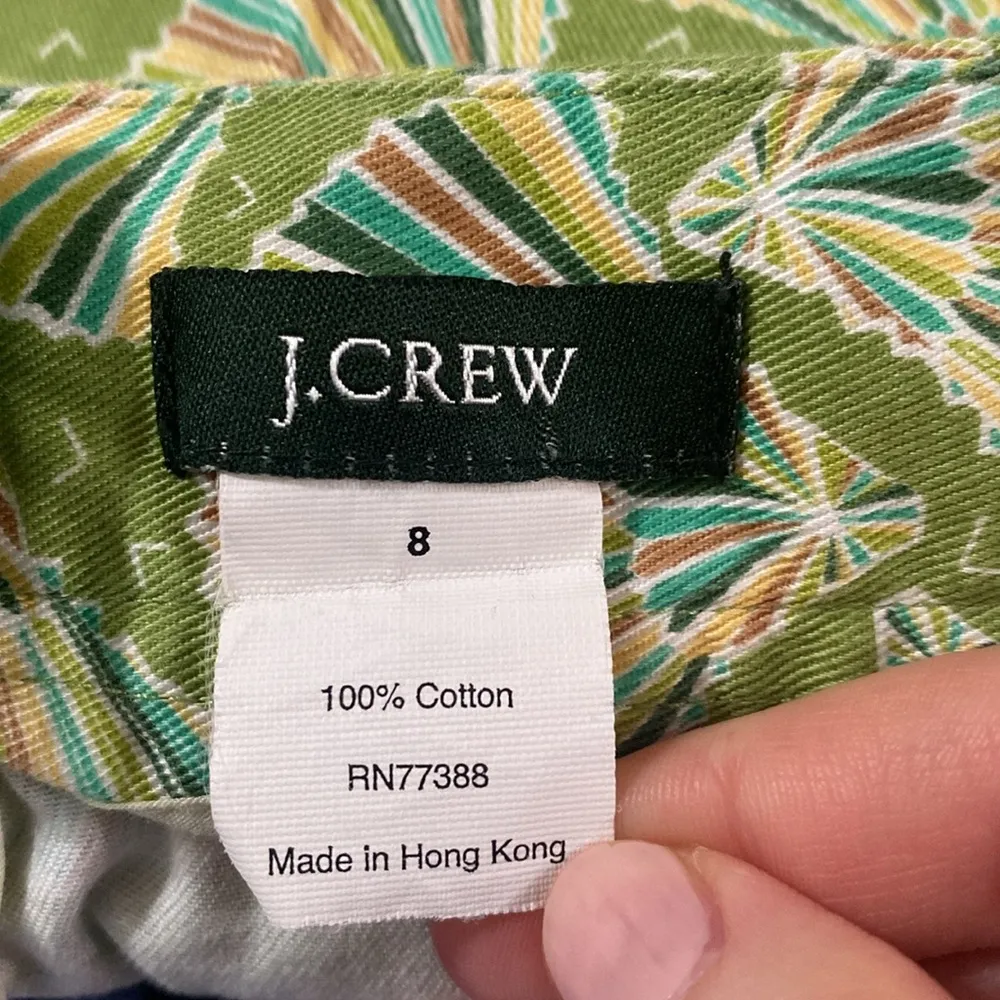 J.CREW
8
100% Cotton
RN77388
Made in Hong Kong